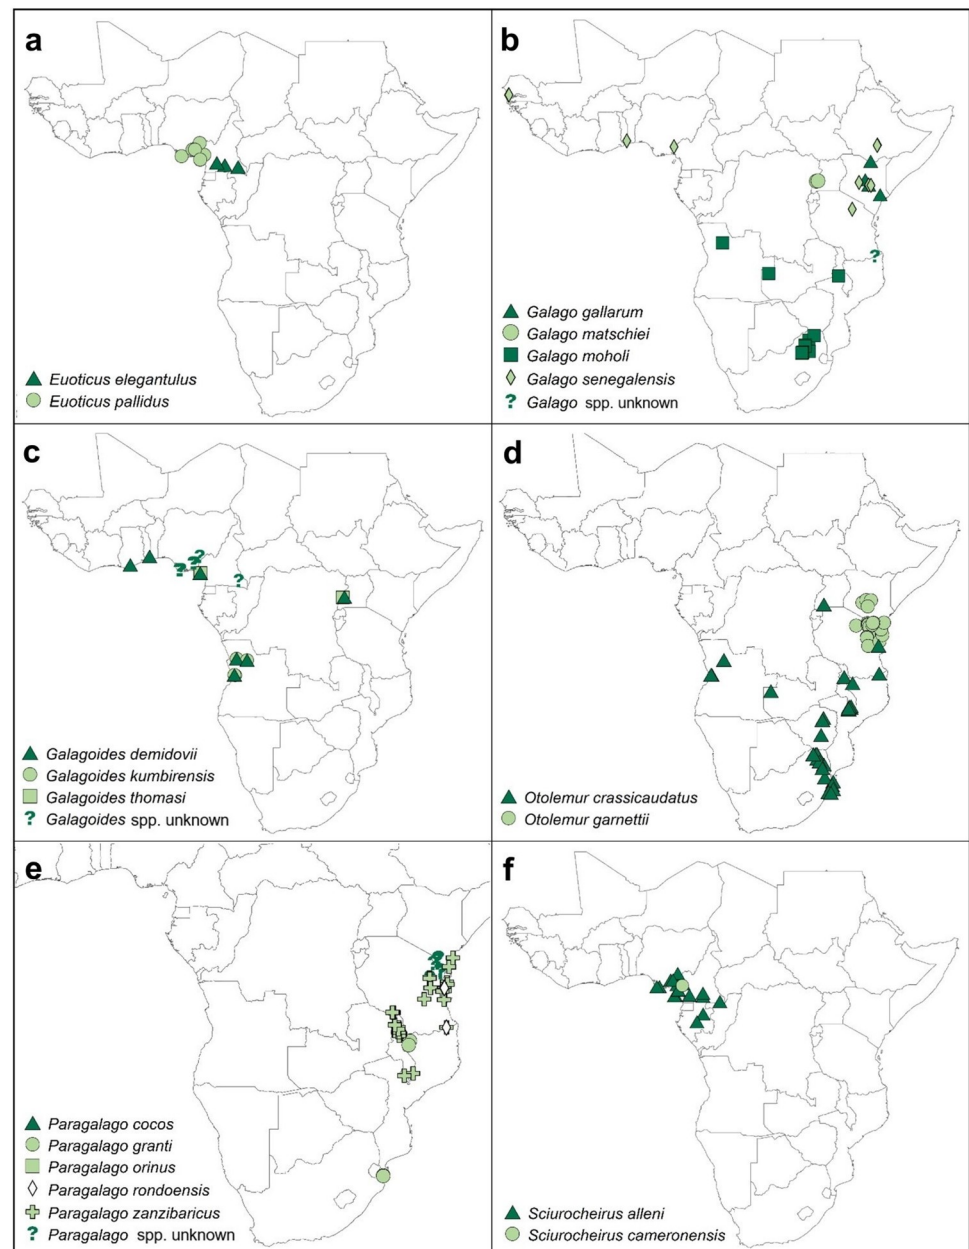 a
Euoticus elegantulus
Euoticus pallidus
b
Galago gallarum
Galago matschiei
Galago moholi
Galago senegalensis
? Galago spp. unknown
c
Galagoides demidovii
Galagoides kumbirensis
Galagoides thomasi
? Galagoides spp. unknown
d
Otolemur crassicaudatus
Otolemur garnettii
e
Paragalago cocos
Paragalago granti
Paragalago orinus
Paragalago rondoensis
Paragalago zanzibaricus
? Paragalago spp. unknown
f
Sciurocheirus alleni
Sciurocheirus cameronensis